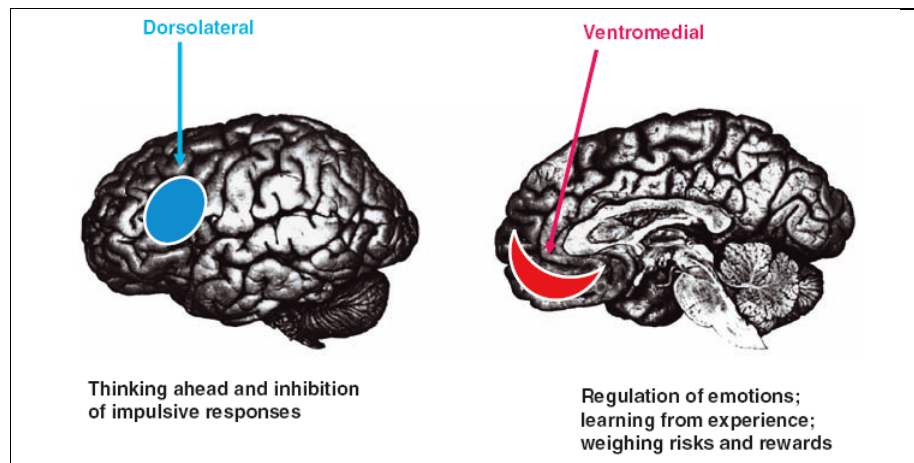 Dorsolateral
Ventromedial
Thinking ahead and inhibition
of impulsive responses
Regulation of emotions;
learning from experience;
weighing risks and rewards